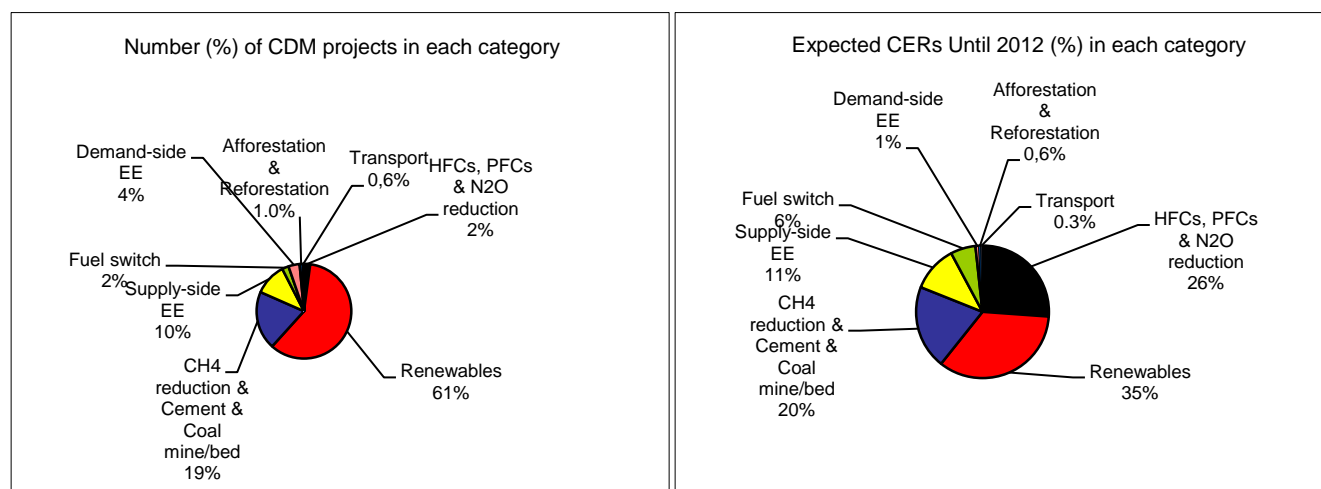 Number (%) of CDM projects in each category
Demand-side
EE
4%
Afforestation
&
Reforestation
1.0%
Transport
0,6%
HFCs, PFCs
& N2O
reduction
2%
Fuel switch
2%
Supply-side
EE
10%
CH4
reduction &
Cement &
Coal
mine/bed
19%
Renewables
61%
Expected CERs Until 2012 (%) in each category
Demand-side
EE
1%
Afforestation
&
Reforestation
0,6%
Transport
0.3%
HFCs, PFCs
& N2O
reduction
26%
Fuel switch
6%
Supply-side
EE
11%
CH4
reduction &
Cement &
Coal
mine/bed
20%
Renewables
35%